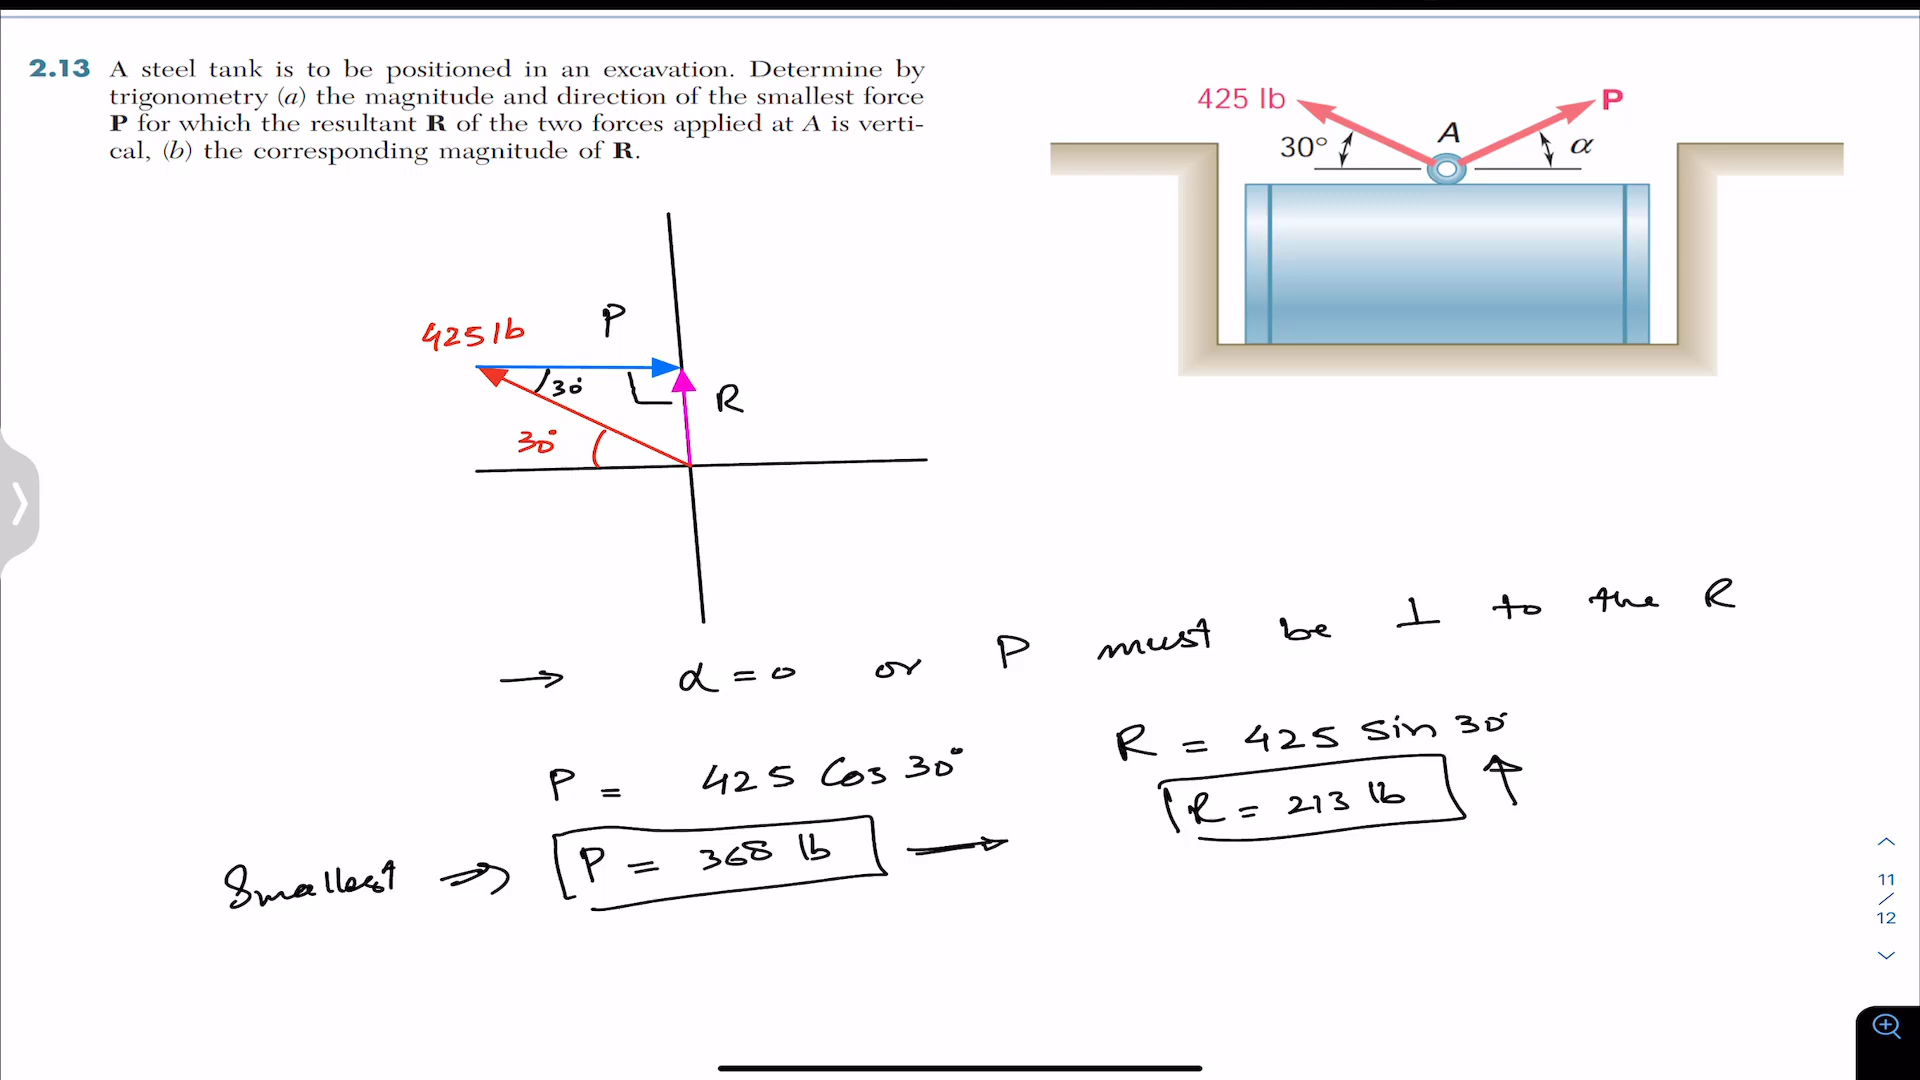 2.13 A steel tank is to be positioned in an excavation. Determine by
trigonometry (a) the magnitude and direction of the smallest force
P for which the resultant R of the two forces applied at A is verti-
cal, (b) the corresponding magnitude of R.
425 lb
P
30°
A
α
425 lb
P
30°
R
30°
→ α = 0 or P must be ⊥ to the R
P = 425 Cos 30°
R = 425 Sin 30°
R = 213 lb ↑
Smallest ⇒ P = 368 lb →
11
/
12